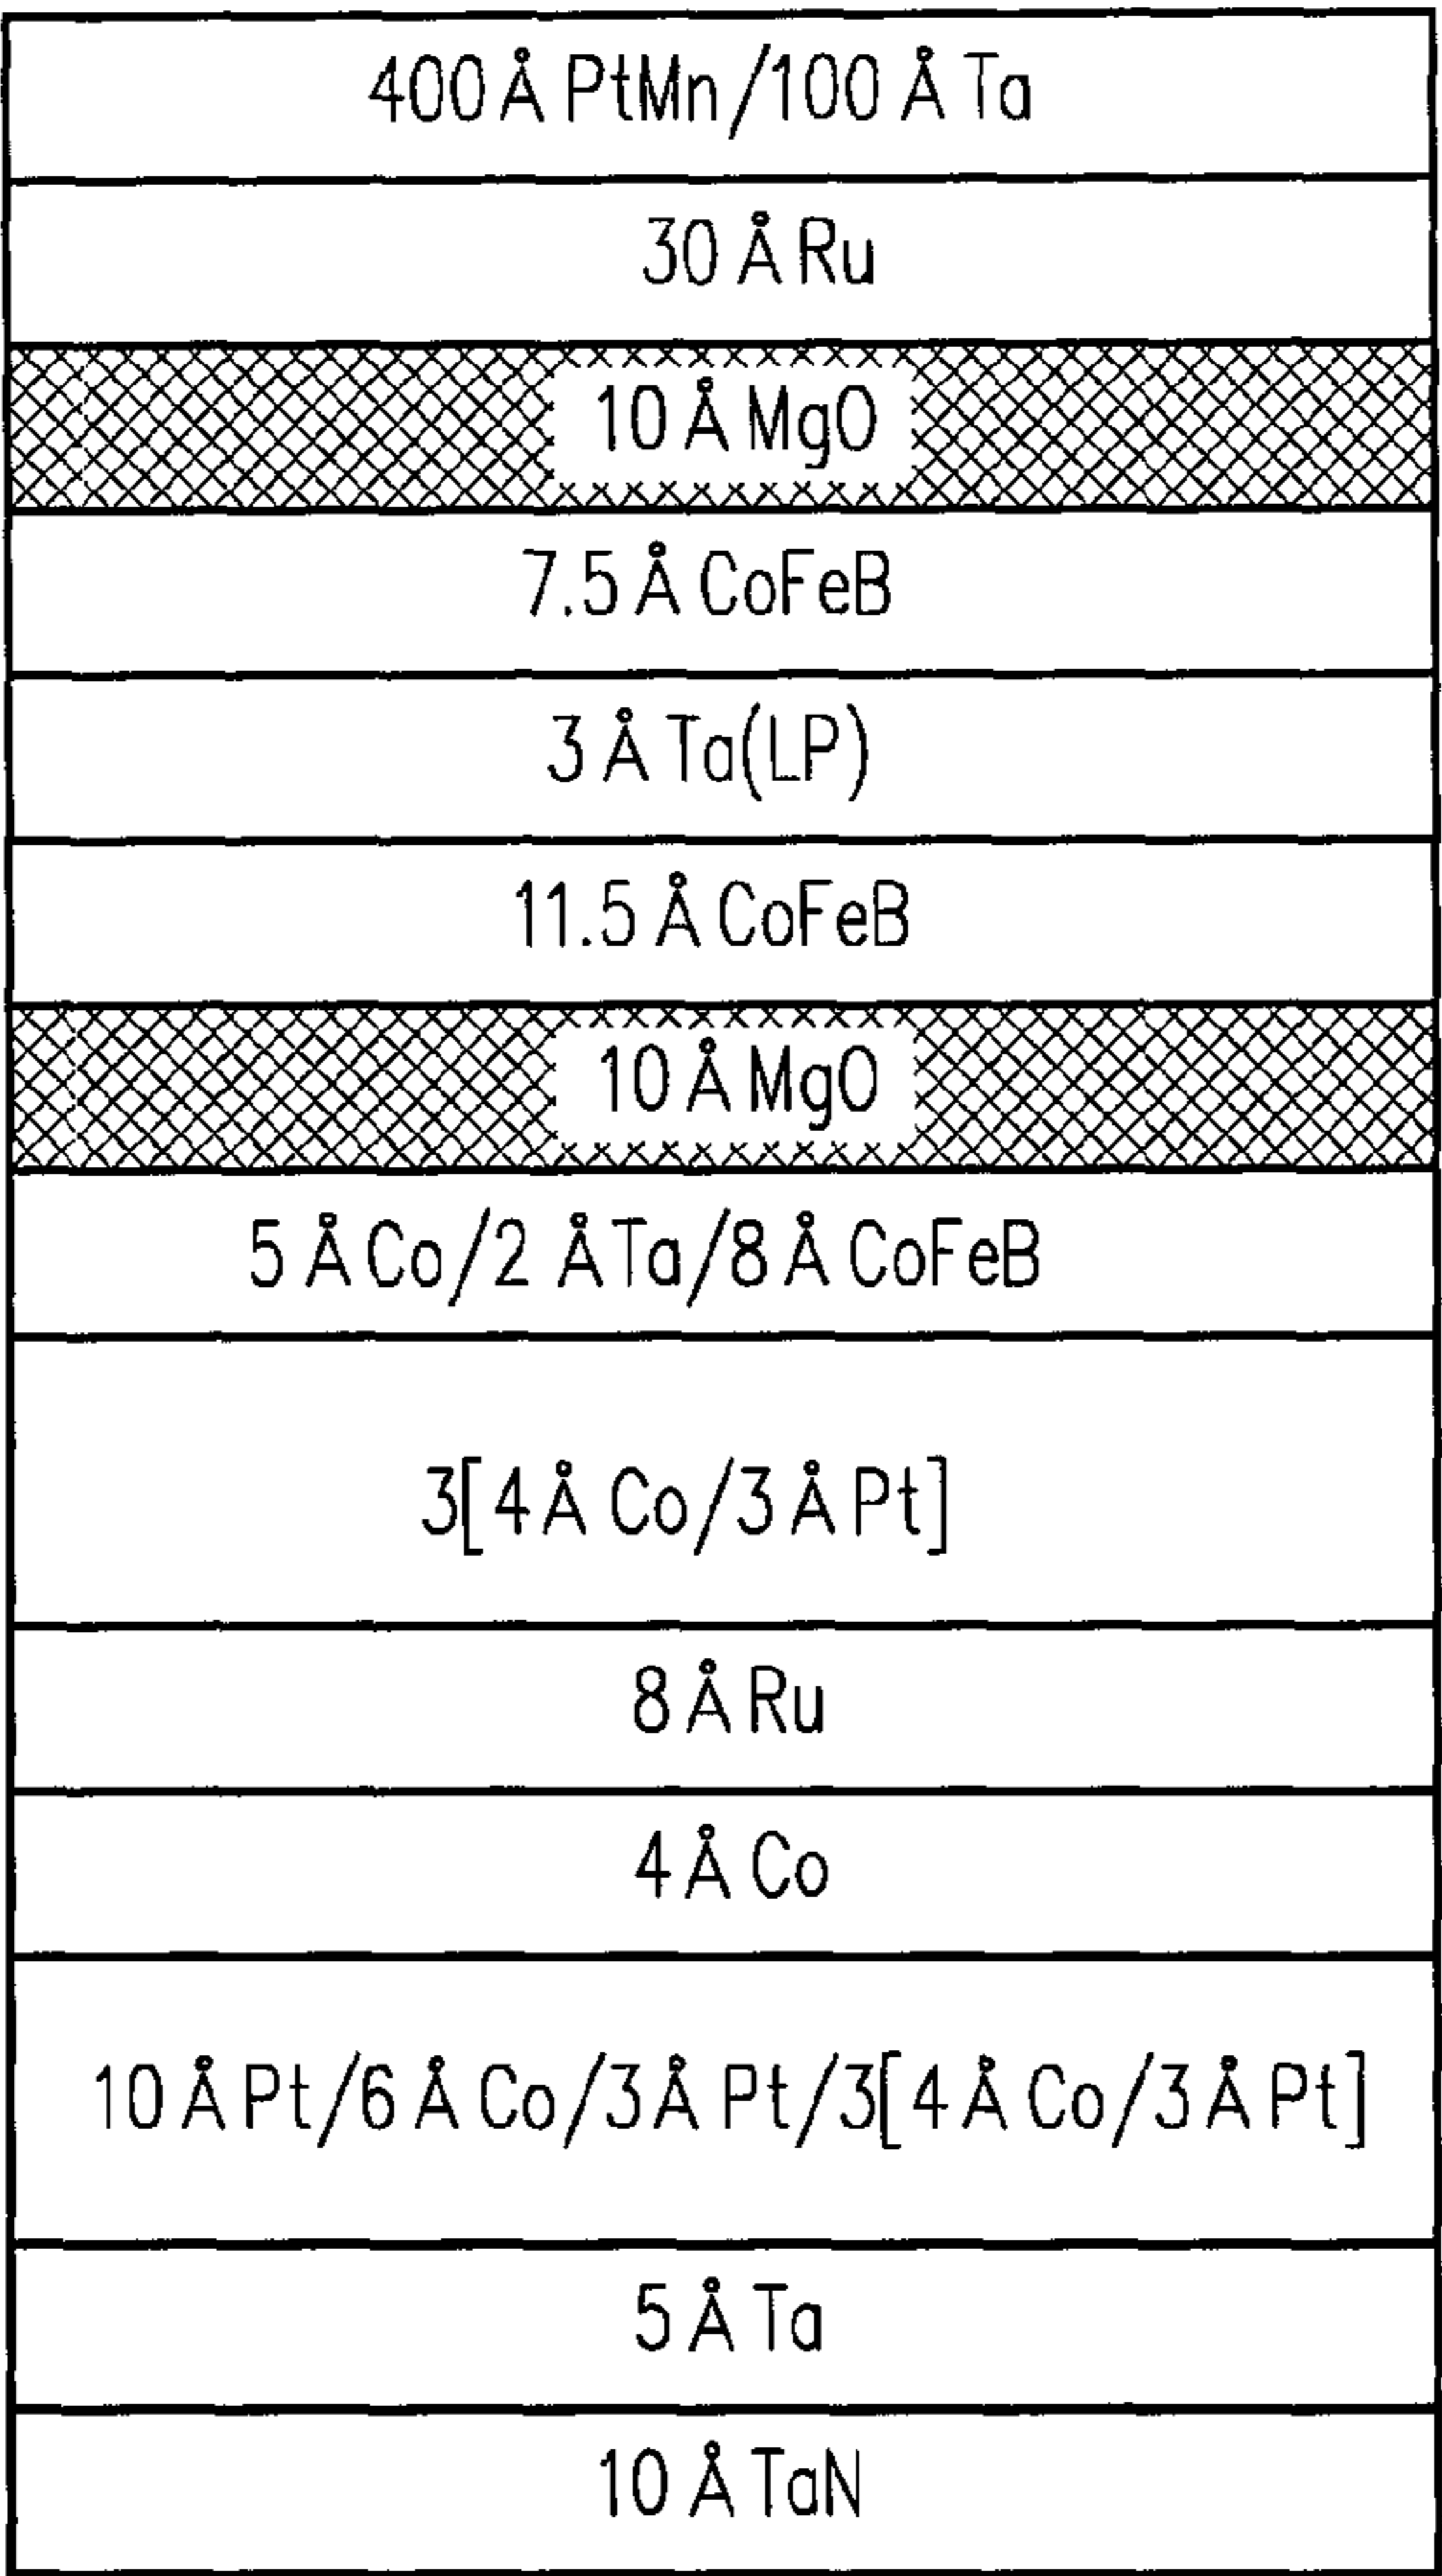 400 Å PtMn/100 Å Ta
30 Å Ru
10 Å MgO
7.5 Å CoFeB
3 Å Ta(LP)
11.5 Å CoFeB
10 Å MgO
5 Å Co/2 Å Ta/8 Å CoFeB
3[4 Å Co/3 Å Pt]
8 Å Ru
4 Å Co
10 Å Pt/6 Å Co/3 Å Pt/3[4 Å Co/3 Å Pt]
5 Å Ta
10 Å TaN